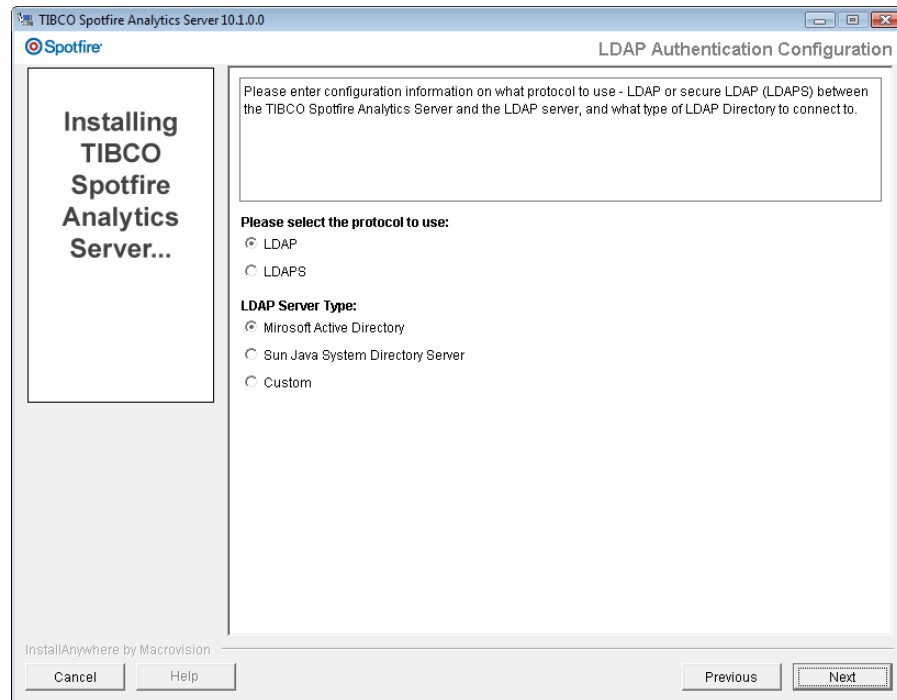 TIBCO Spotfire Analytics Server 10.1.0.0
Spotfire
LDAP Authentication Configuration
Installing
TIBCO
Spotfire
Analytics
Server...
Please enter configuration information on what protocol to use - LDAP or secure LDAP (LDAPS) between
the TIBCO Spotfire Analytics Server and the LDAP server, and what type of LDAP Directory to connect to.
Please select the protocol to use:
LDAP
LDAPS
LDAP Server Type:
Mirosoft Active Directory
Sun Java System Directory Server
Custom
InstallAnywhere by Macrovision
Cancel
Help
Previous
Next